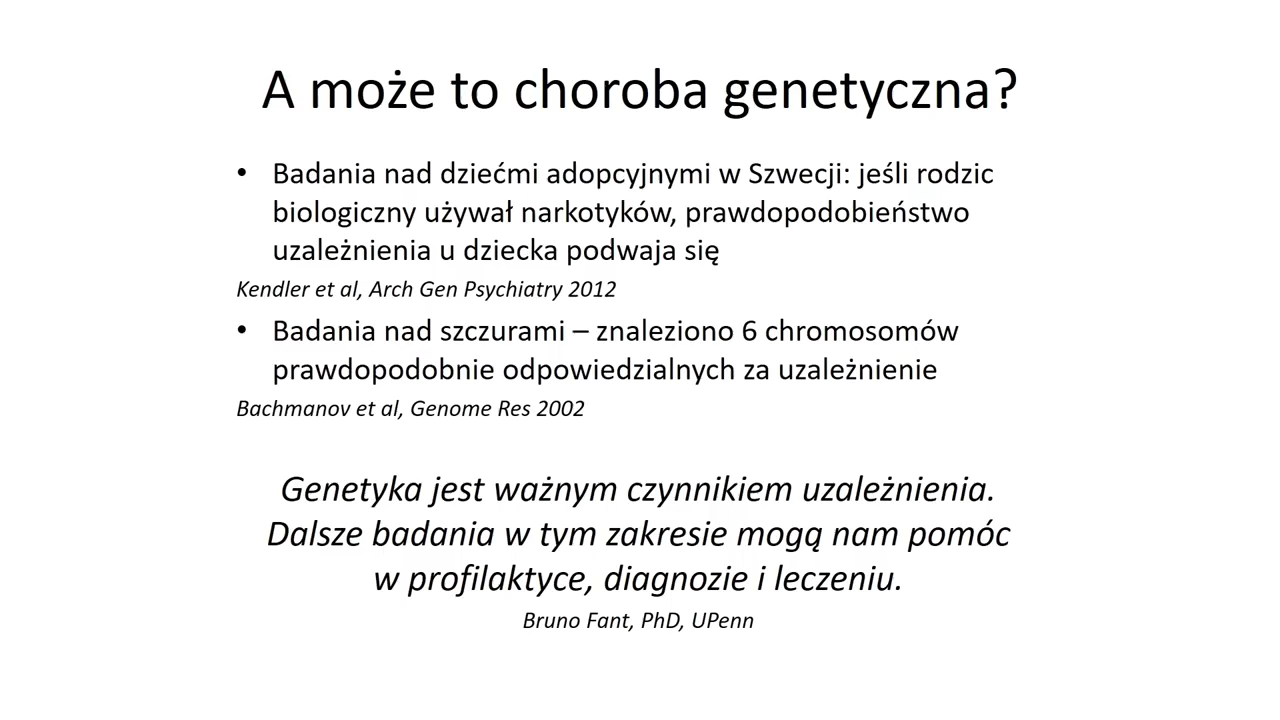 A może to choroba genetyczna?
• Badania nad dziećmi adopcyjnymi w Szwecji: jeśli rodzic
biologiczny używał narkotyków, prawdopodobieństwo
uzależnienia u dziecka podwaja się
Kendler et al, Arch Gen Psychiatry 2012
• Badania nad szczurami – znaleziono 6 chromosomów
prawdopodobnie odpowiedzialnych za uzależnienie
Bachmanov et al, Genome Res 2002
Genetyka jest ważnym czynnikiem uzależnienia.
Dalsze badania w tym zakresie mogą nam pomóc
w profilaktyce, diagnozie i leczeniu.
Bruno Fant, PhD, UPenn